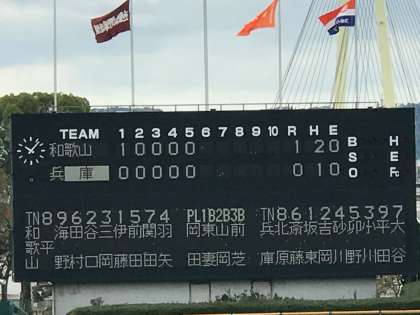 TEAM 1 2 3 4 5 6 7 8 9 10 R H E
和歌山 1 0 0 0 0 1 2 0 B H
兵庫 0 0 0 0 0 0 1 0 S E
O Fc
TN 8 9 6 2 3 1 5 7 4 PL 1B 2B 3B TN 8 6 1 2 4 5 3 9 7
和 海田谷三伊前関羽 岡東山前 兵北斎坂吉砂卯小平大
歌平
山 野村口岡藤田田矢 田妻岡芝 庫原藤東岡川川野川田谷